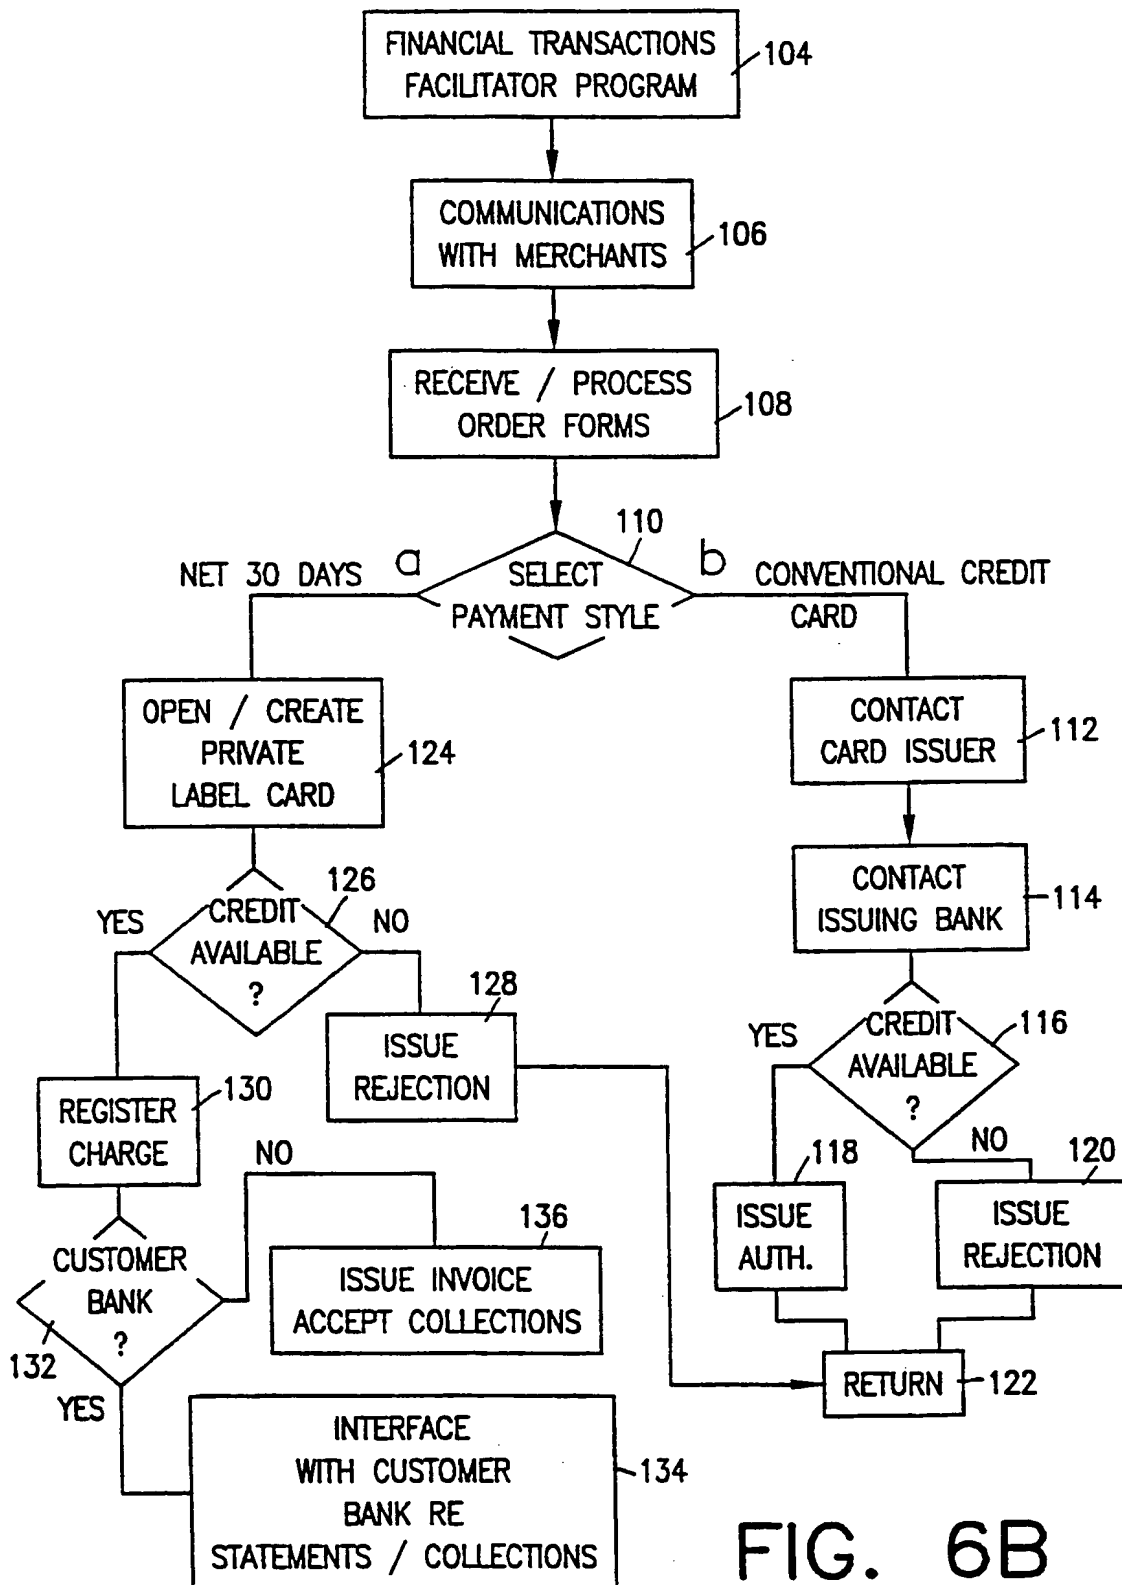 FINANCIAL TRANSACTIONS
FACILITATOR PROGRAM
104
COMMUNICATIONS
WITH MERCHANTS
106
RECEIVE / PROCESS
ORDER FORMS
108
110
a
b
NET 30 DAYS
SELECT
PAYMENT STYLE
CONVENTIONAL CREDIT
CARD
OPEN / CREATE
PRIVATE
LABEL CARD
124
CONTACT
CARD ISSUER
112
CONTACT
ISSUING BANK
114
126
YES
CREDIT
AVAILABLE
?
NO
128
ISSUE
REJECTION
YES
CREDIT
AVAILABLE
?
116
NO
130
REGISTER
CHARGE
NO
118
ISSUE
AUTH.
120
ISSUE
REJECTION
136
ISSUE INVOICE
ACCEPT COLLECTIONS
CUSTOMER
BANK
?
132
YES
RETURN
122
INTERFACE
WITH CUSTOMER
BANK RE
STATEMENTS / COLLECTIONS
134
FIG. 6B